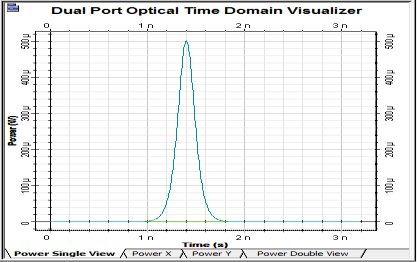 Dual Port Optical Time Domain Visualizer
0 1 n 2 n 3 n
500 µ 500 µ
400 µ 400 µ
300 µ 300 µ
Power (W)
200 µ 200 µ
100 µ 100 µ
0 0
0 1 n 2 n 3 n
Time (s)
Power Single View Power X Power Y Power Double View